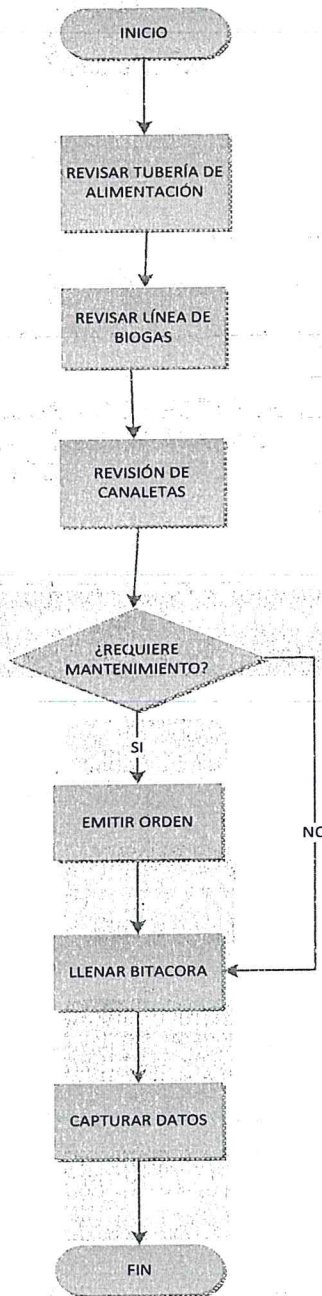 INICIO
REVISAR TUBERÍA DE
ALIMENTACIÓN
REVISAR LÍNEA DE
BIOGAS
REVISIÓN DE
CANALETAS
¿REQUIERE
MANTENIMIENTO?
SI
EMITIR ORDEN
NO
LLENAR BITACORA
CAPTURAR DATOS
FIN